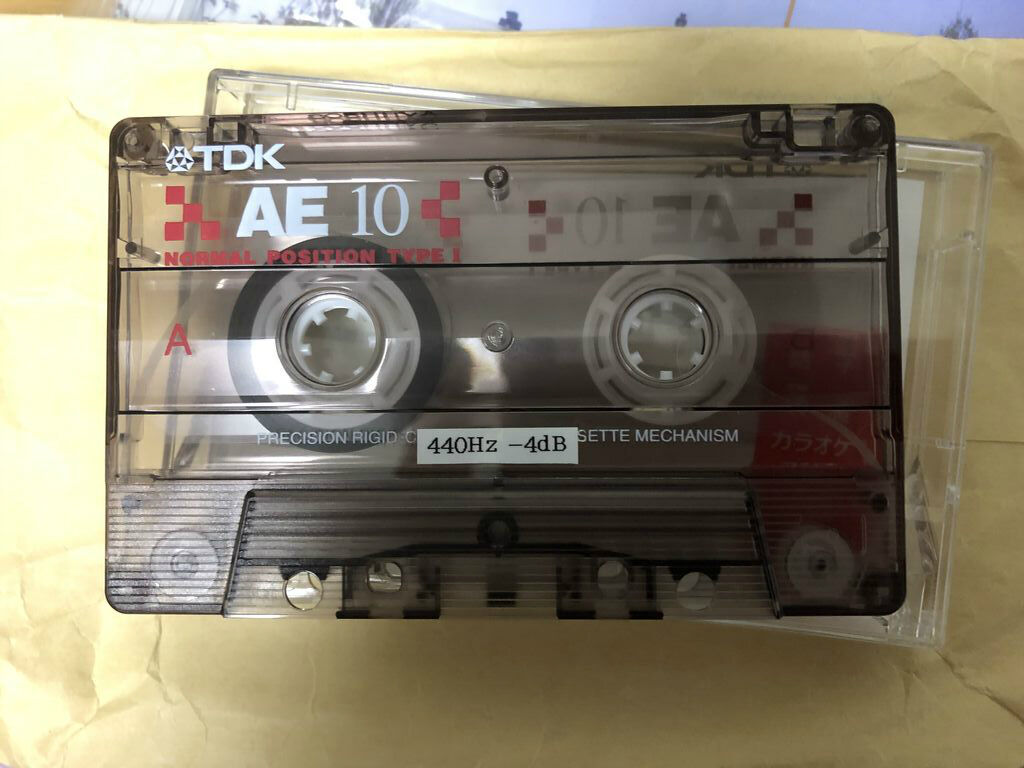 TDK
AE 10
NORMAL POSITION TYPE I
A
PRECISION RIGID C
440Hz -4dB
SETTE MECHANISM
カラオケ